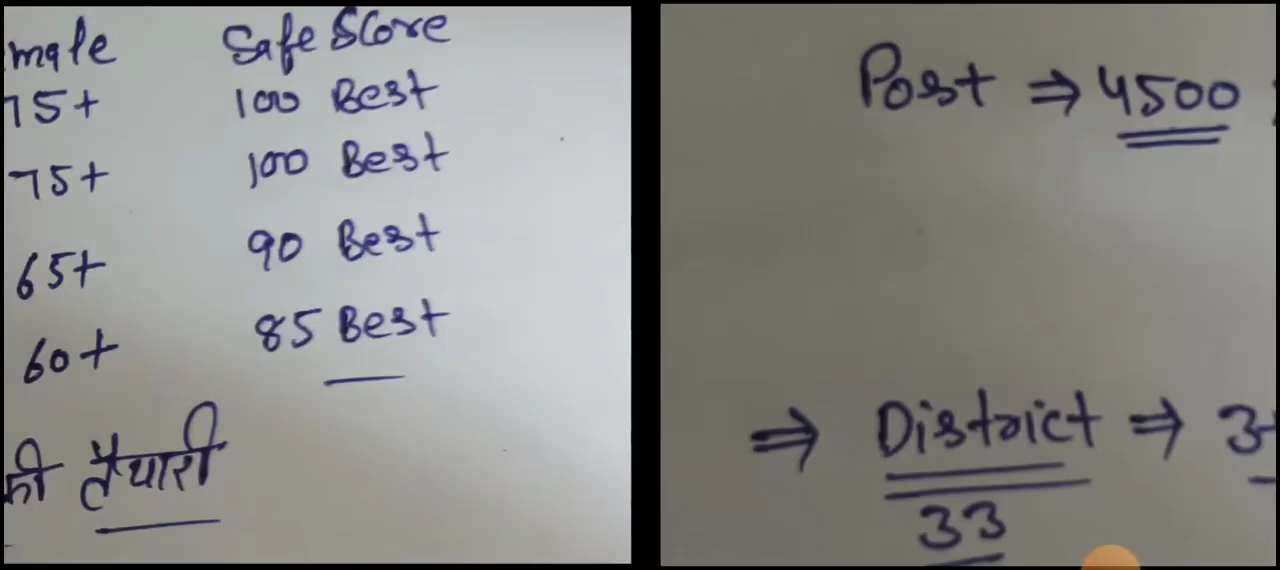 male Safe Score
75+ 100 Best
75+ 100 Best
65+ 90 Best
60+ 85 Best
की तैयारी
Post ⇒ 4500
⇒ District ⇒
33